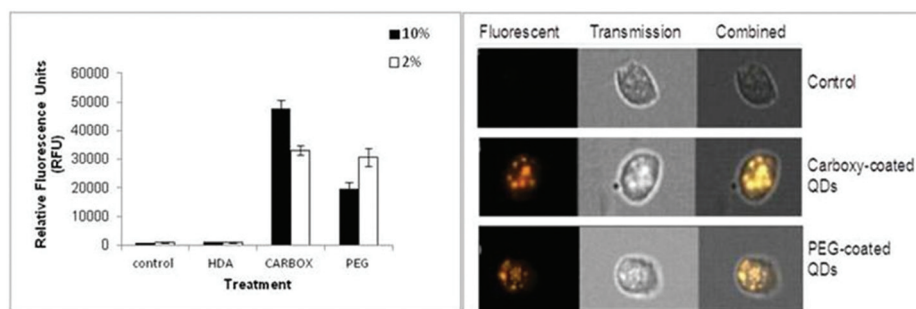 10%
2%
Relative Fluorescence Units
(RFU)
60000
50000
40000
30000
20000
10000
0
control HDA CARBOX PEG
Treatment
Fluorescent Transmission Combined
Control
Carboxy-coated
QDs
PEG-coated
QDs